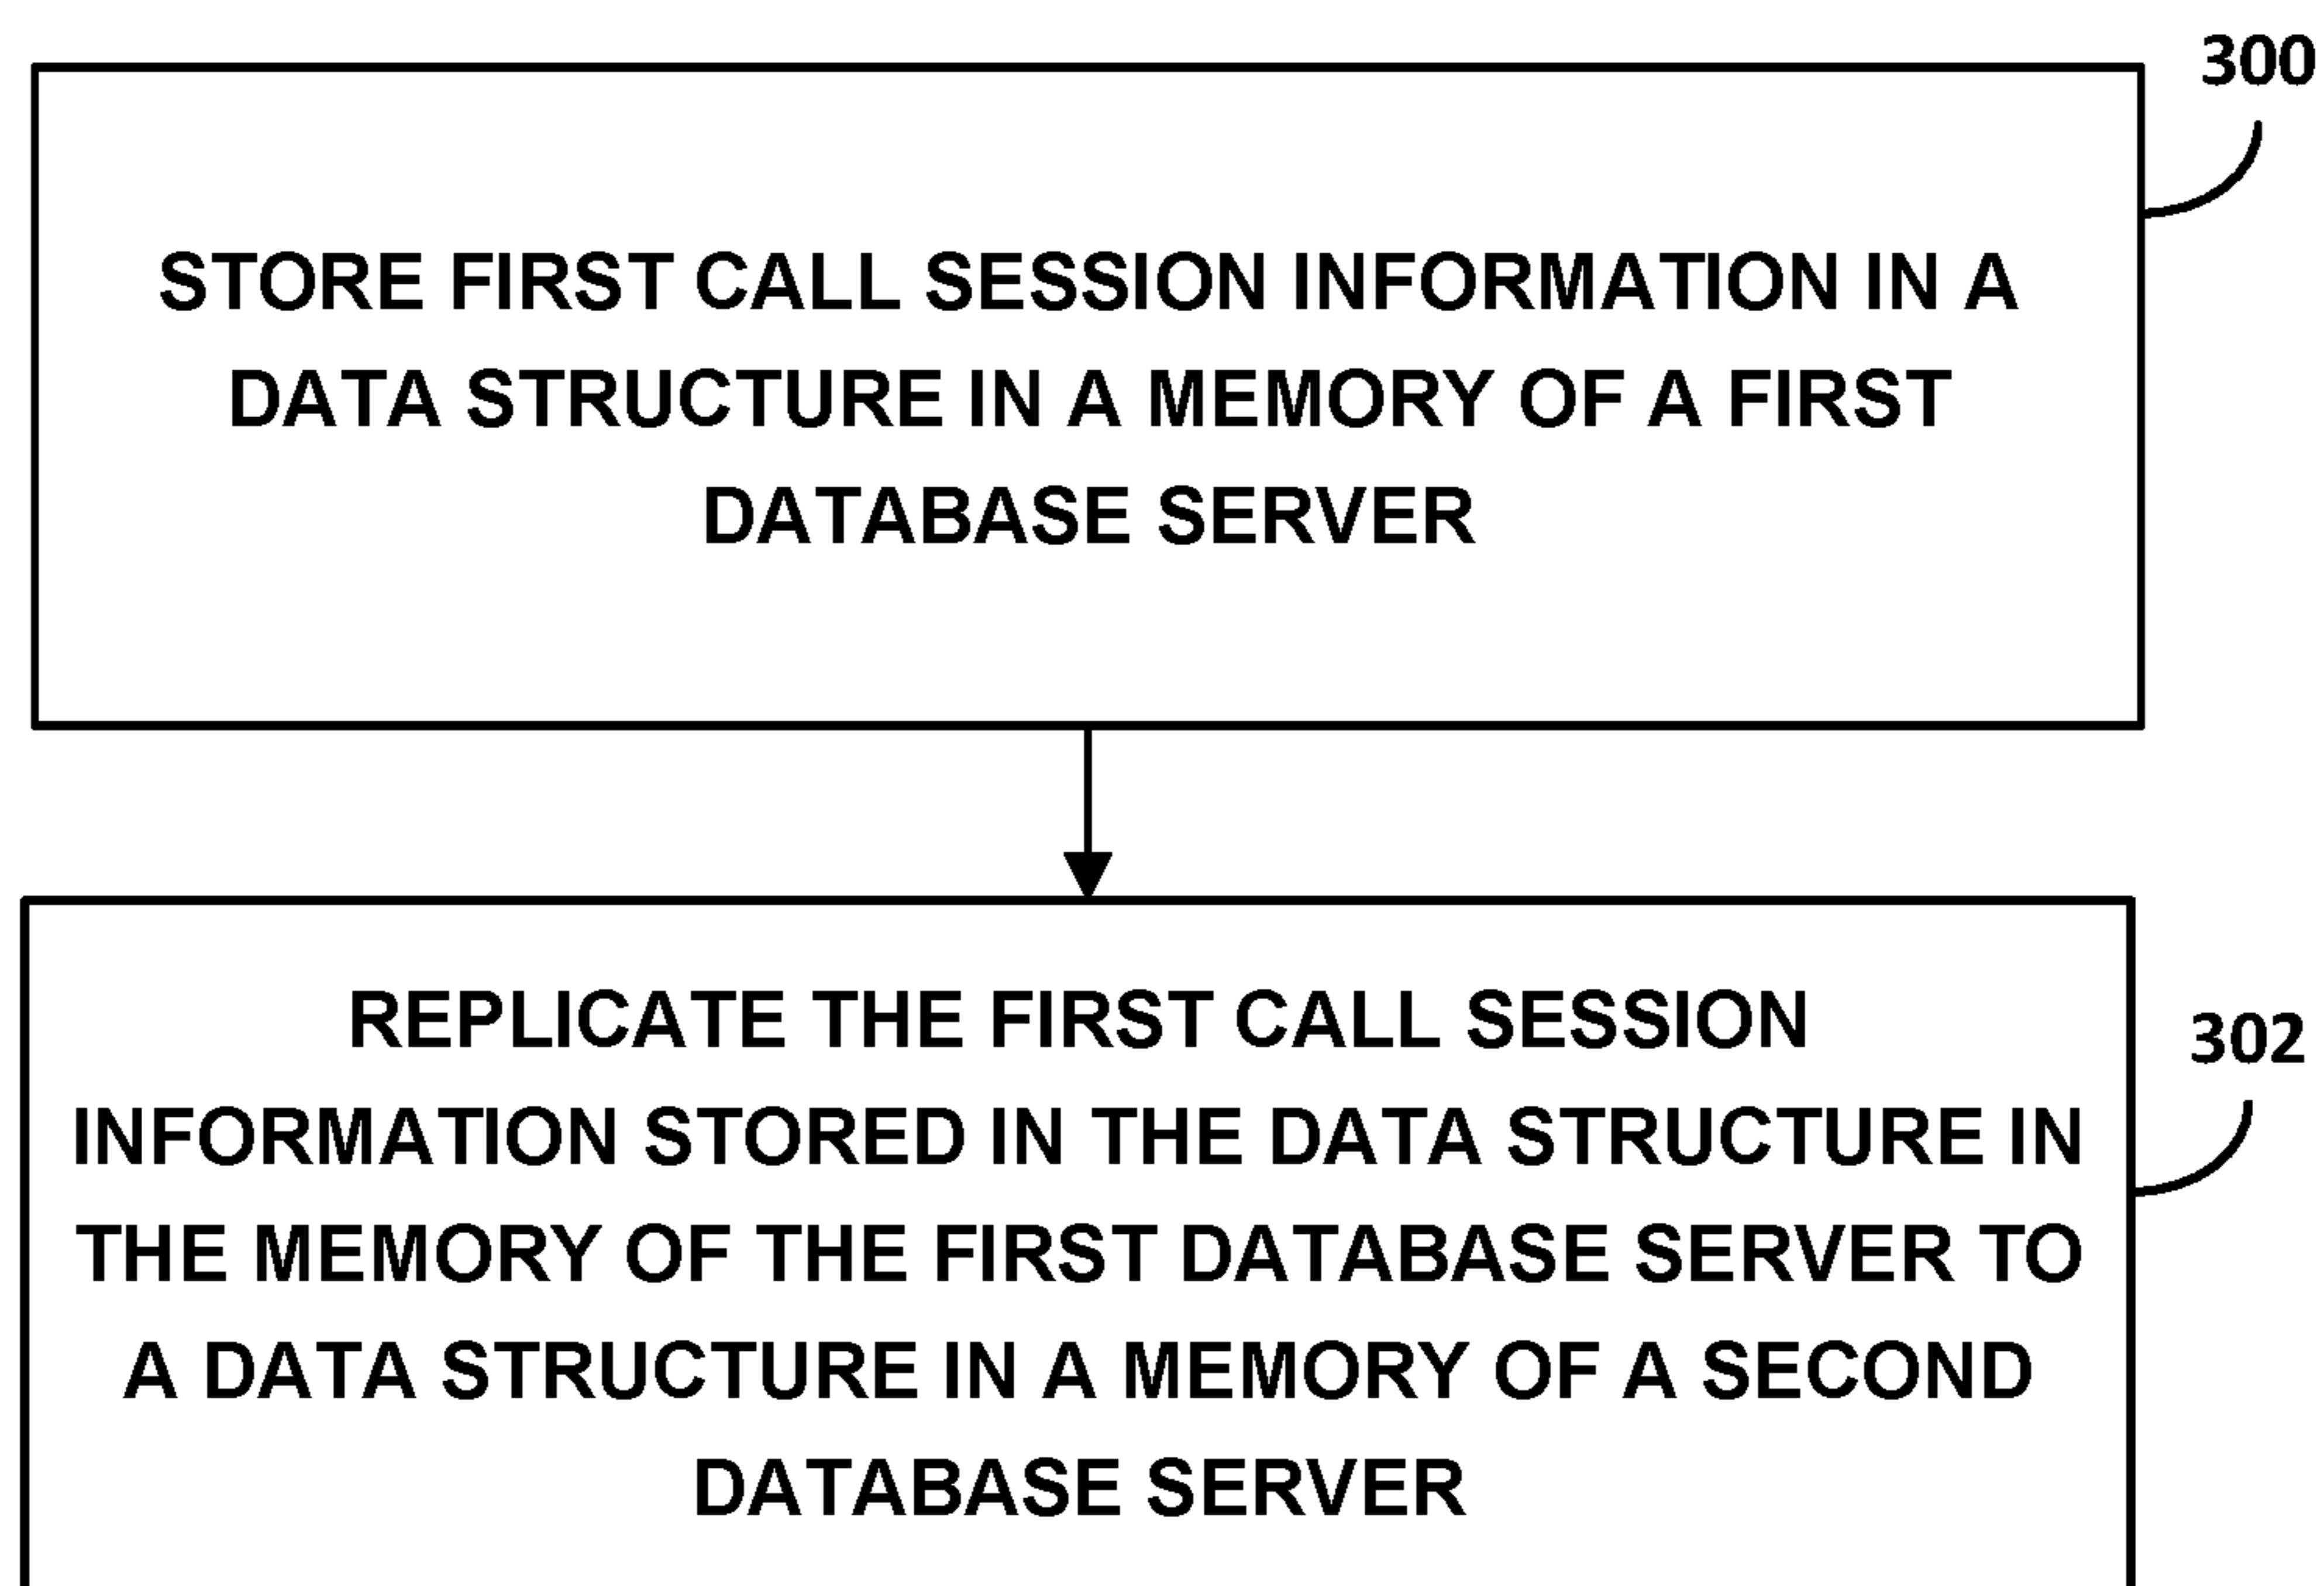 300
STORE FIRST CALL SESSION INFORMATION IN A
DATA STRUCTURE IN A MEMORY OF A FIRST
DATABASE SERVER
302
REPLICATE THE FIRST CALL SESSION
INFORMATION STORED IN THE DATA STRUCTURE IN
THE MEMORY OF THE FIRST DATABASE SERVER TO
A DATA STRUCTURE IN A MEMORY OF A SECOND
DATABASE SERVER